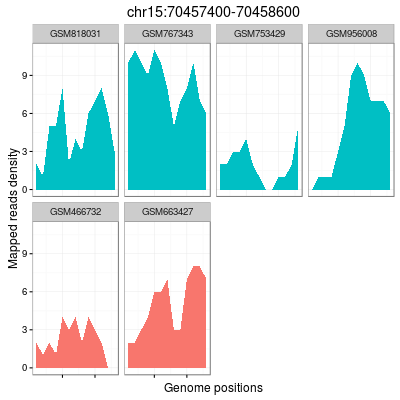 chr15:70457400-70458600
GSM818031 GSM767343 GSM753429 GSM956008
9
6
3
0
GSM466732 GSM663427
9
6
3
0
Mapped reads density
Genome positions